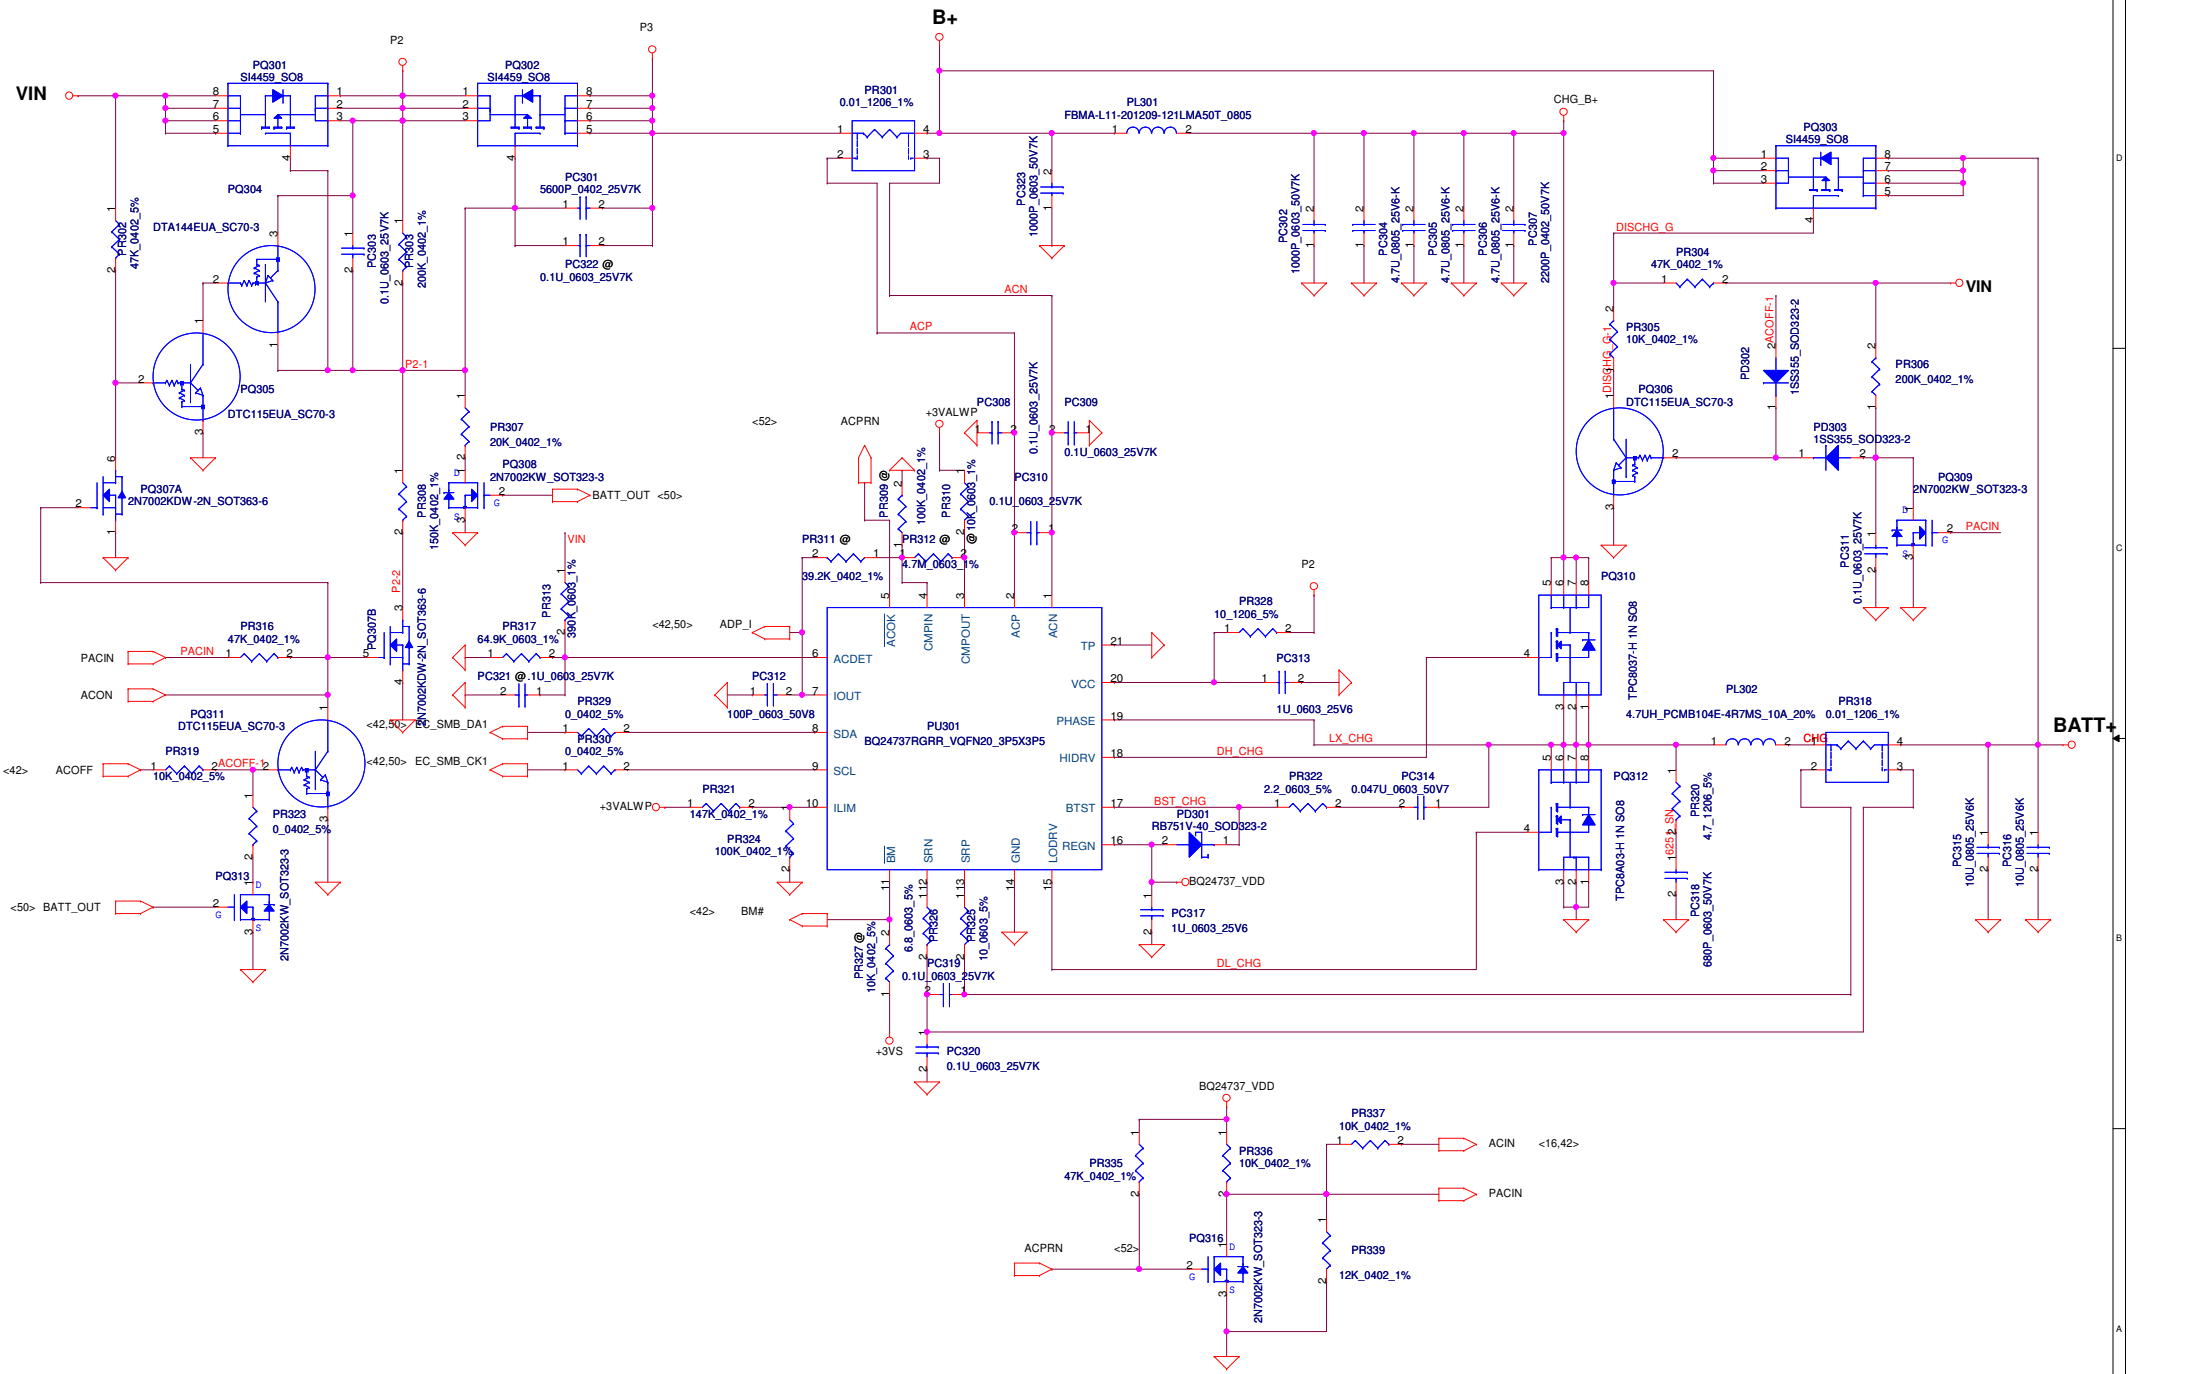 B+
P3
P2
VIN
PQ301
SI4459_SO8
PQ302
SI4459_SO8
PR301
0.01_1206_1%
PL301
FBMA-L11-201209-121LMA50T_0805
CHG_B+
PQ303
SI4459_SO8
PR302
47K_0402_5%
PQ304
DTA144EUA_SC70-3
PC303
0.1U_0603_25V7K
PR303
200K_0402_1%
PC301
5600P_0402_25V7K
PC322 @
0.1U_0603_25V7K
PC323
1000P_0603_50V7K
PC302
1000P_0603_50V7K
PC304
4.7U_0805_25V6-K
PC305
4.7U_0805_25V6-K
PC306
4.7U_0805_25V6-K
PC307
2200P_0402_50V7K
DISCHG_G
PR304
47K_0402_1%
VIN
ACN
ACP
PR305
10K_0402_1%
DISCHG_G-1
ACOFF-1
PD302
1SS355_SOD323-2
PR306
200K_0402_1%
P2-1
PQ305
DTC115EUA_SC70-3
PQ306
DTC115EUA_SC70-3
PR307
20K_0402_1%
<52>
ACPRN
+3VALWP
PC308
0.1U_0603_25V7K
PC309
0.1U_0603_25V7K
PD303
1SS355_SOD323-2
PQ307A
2N7002KDW-2N_SOT363-6
PR308
150K_0402_1%
PQ308
2N7002KW_SOT323-3
BATT_OUT <50>
PR309 @
100K_0402_1%
PR310
10K_0603_1%
@
PC310
0.1U_0603_25V7K
PQ309
2N7002KW_SOT323-3
PACIN
PC311
0.1U_0603_25V7K
VIN
PR311 @
39.2K_0402_1%
PR312 @
4.7M_0603_1%
P2-2
PR313
390K_0603_1%
PQ307B
2N7002KDW-2N_SOT363-6
P2
PR328
10_1206_5%
PQ310
TPC8037-H 1N SO8
<42,50>
ADP_I
PR316
47K_0402_1%
PACIN
PACIN
PR317
64.9K_0603_1%
PC321 @
.1U_0603_25V7K
PC312
100P_0603_50V8
PC313
1U_0603_25V6
ACON
PQ311
DTC115EUA_SC70-3
PR329
0_0402_5%
<42,50> EC_SMB_DA1
PR330
0_0402_5%
<42,50> EC_SMB_CK1
ACOK
CMPIN
CMPOUT
ACP
ACN
ACDET
IOUT
SDA
SCL
ILIM
BM
SRN
SRP
GND
LODRV
TP
VCC
PHASE
HIDRV
BTST
REGN
PU301
BQ24737RGRR_VQFN20_3P5X3P5
LX_CHG
DH_CHG
PL302
4.7UH_PCMB104E-4R7MS_10A_20%
CHG
PR318
0.01_1206_1%
BATT+
<42>
ACOFF
PR319
10K_0402_5%
ACOFF-1
PR323
0_0402_5%
+3VALWP
PR321
147K_0402_1%
PR324
100K_0402_1%
BST_CHG
PR322
2.2_0603_5%
PC314
0.047U_0603_50V7
PD301
RB751V-40_SOD323-2
PQ312
TPC8A03-H 1N SO8
PR320
4.7_1206_5%
6251_SN
PC318
680P_0603_50V7K
PC315
10U_0805_25V6K
PC316
10U_0805_25V6K
PQ313
2N7002KW_SOT323-3
<50> BATT_OUT
BQ24737_VDD
PC317
1U_0603_25V6
<42>
BM#
PR327 @
10K_0402_5%
PR326
6.8_0603_5%
PR325
10_0603_5%
PC319
0.1U_0603_25V7K
DL_CHG
+3VS
PC320
0.1U_0603_25V7K
BQ24737_VDD
PR335
47K_0402_1%
PR336
10K_0402_1%
PR337
10K_0402_1%
ACIN
<16,42>
PACIN
ACPRN
<52>
PQ316
2N7002KW_SOT323-3
PR339
12K_0402_1%
D
C
B
A